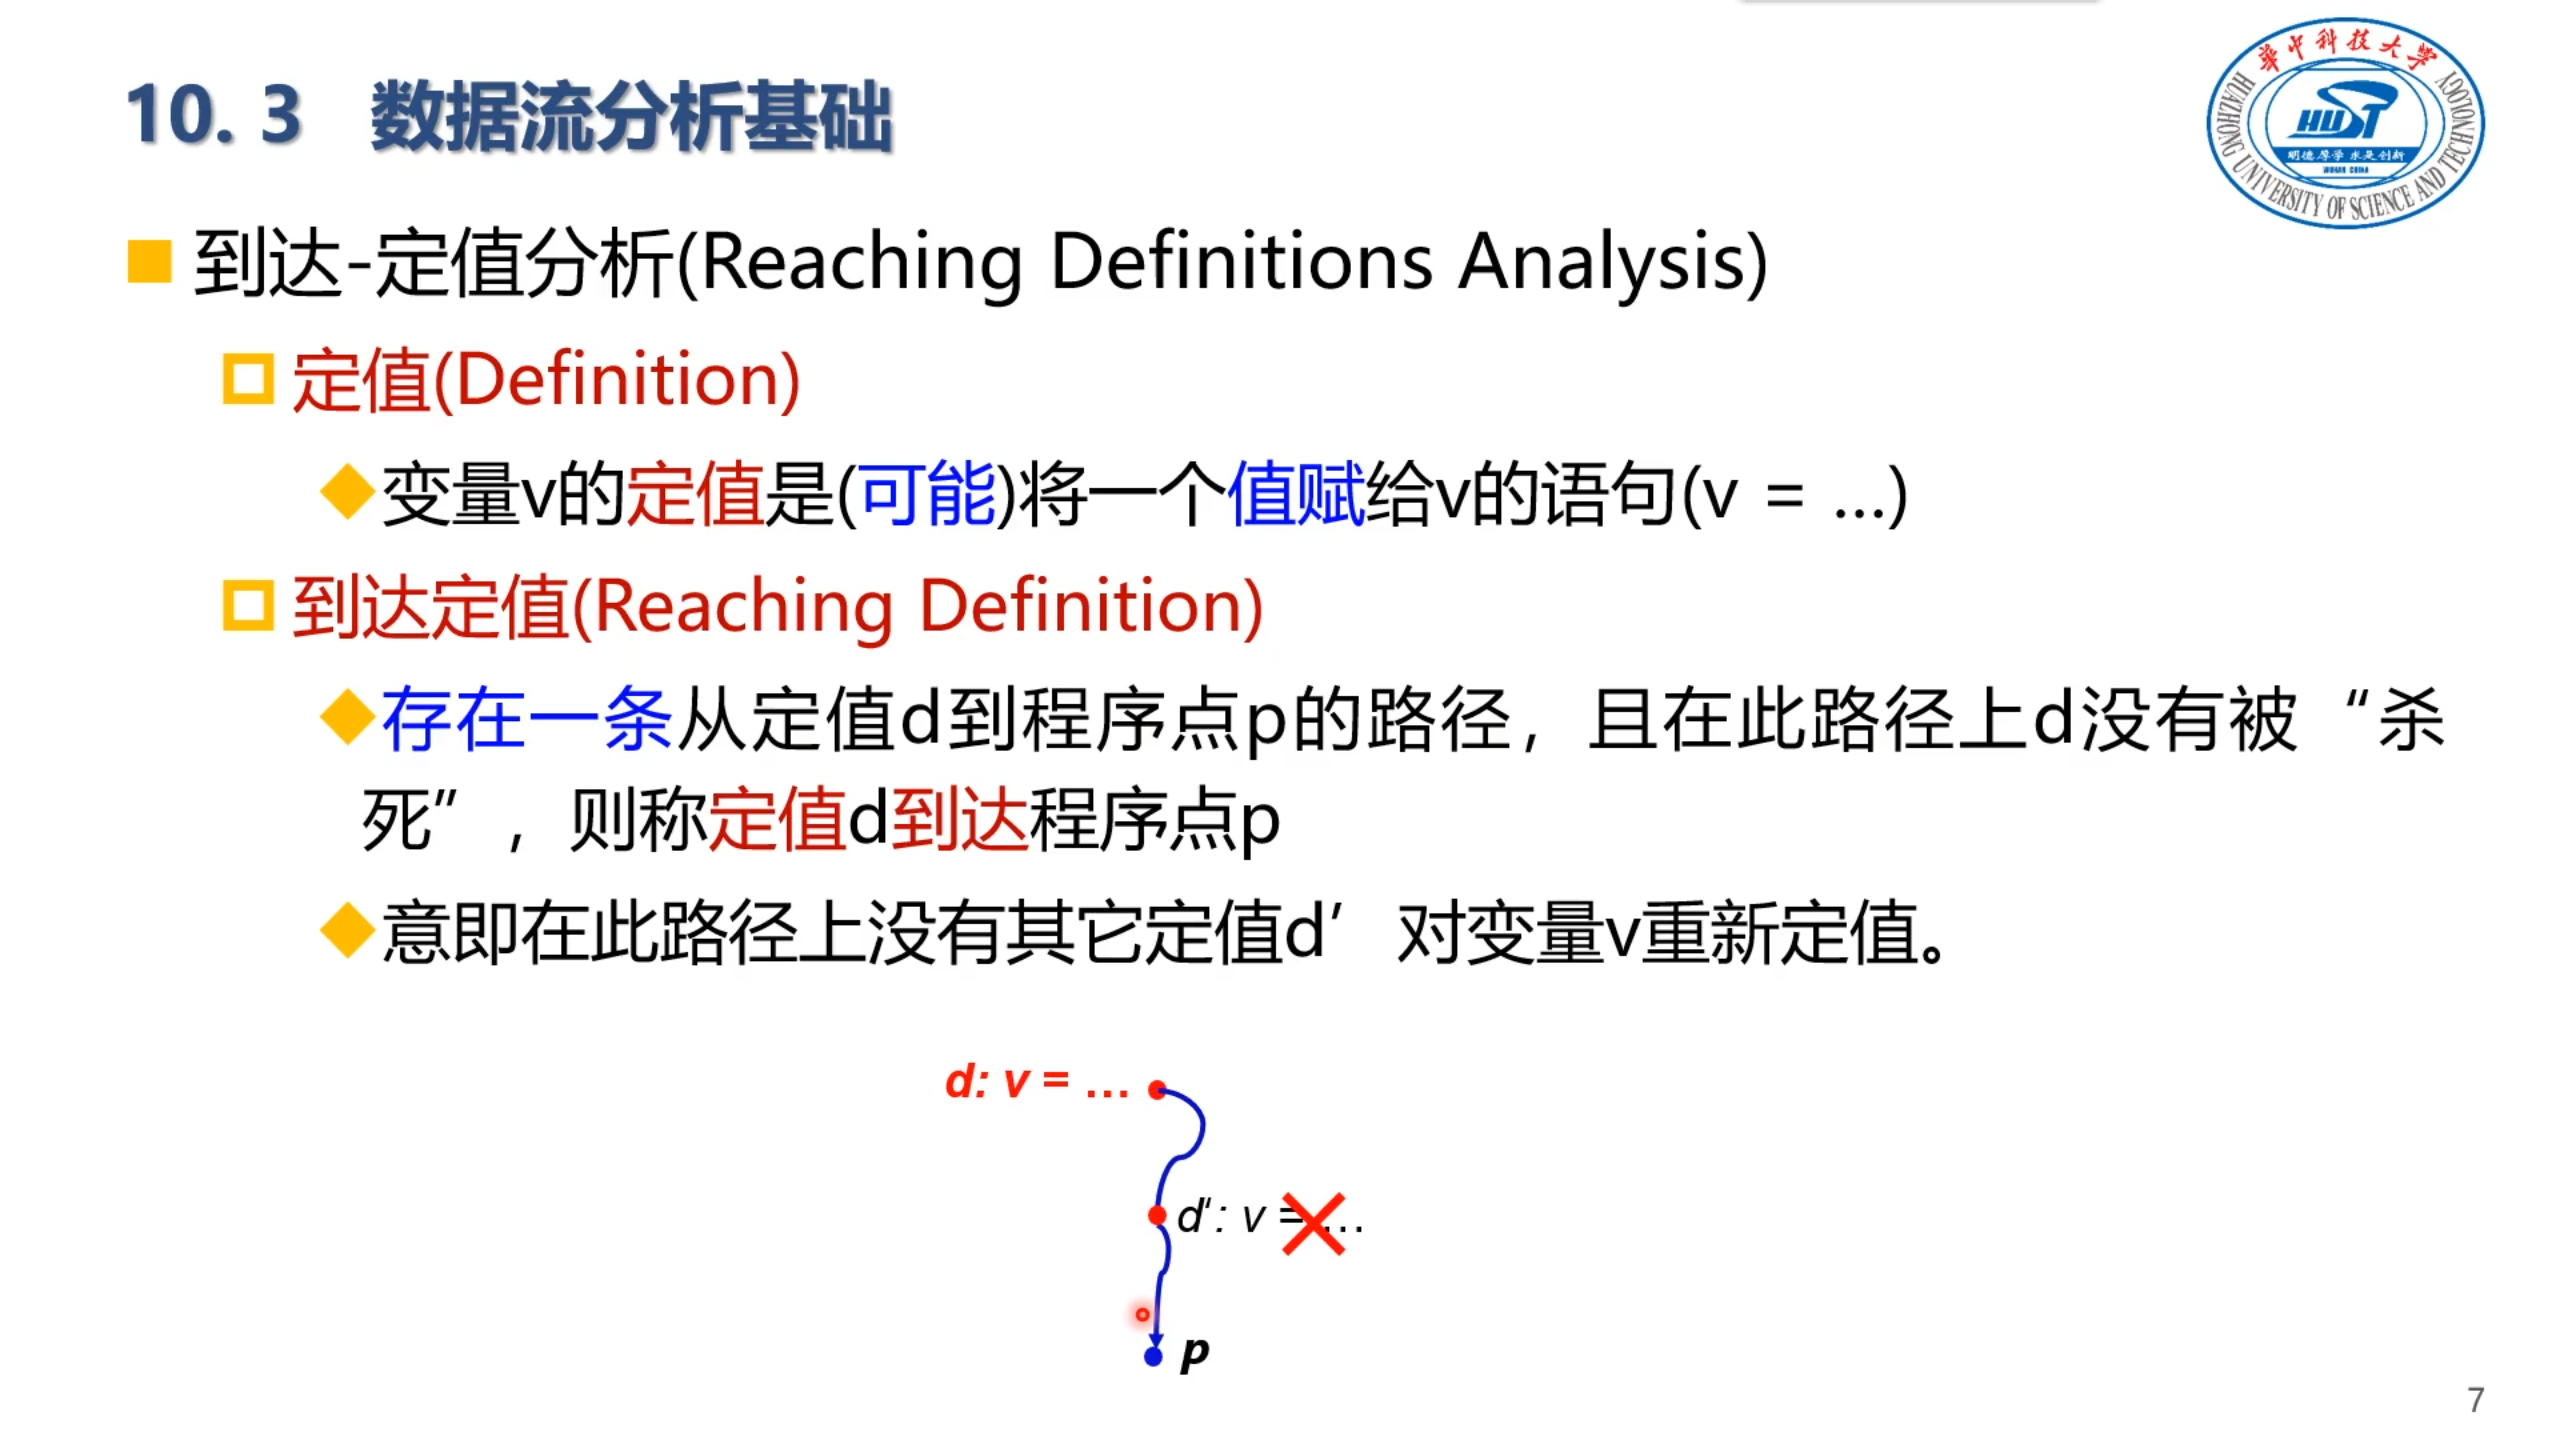 10. 3 数据流分析基础
華中科技大学
HUAZHONG UNIVERSITY OF SCIENCE AND TECHNOLOGY
HUST
明德厚学 求是创新
WUHAN CHINA
到达-定值分析(Reaching Definitions Analysis)
定值(Definition)
变量v的定值是(可能)将一个值赋给v的语句(v = …)
到达定值(Reaching Definition)
存在一条从定值d到程序点p的路径，且在此路径上d没有被“杀
死”，则称定值d到达程序点p
意即在此路径上没有其它定值d′对变量v重新定值。
d: v = …
d': v = …
p
7